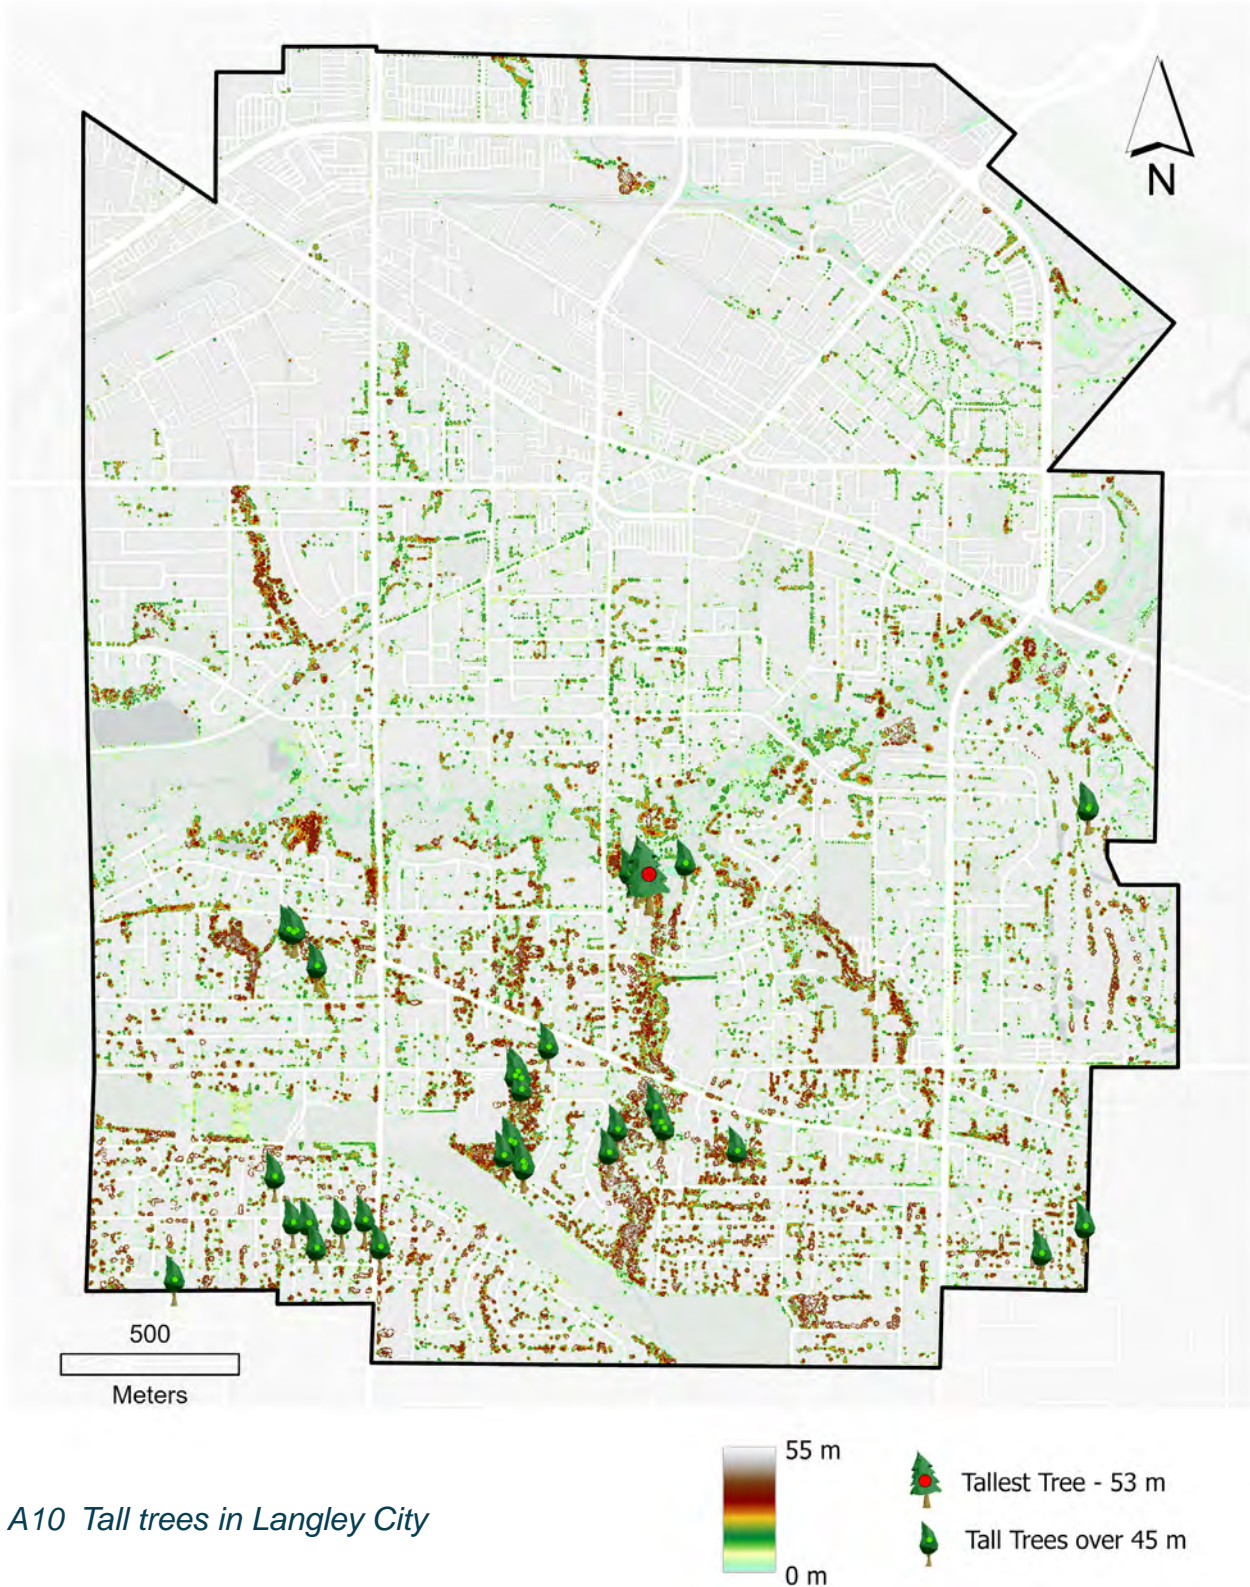 N
500
Meters
55 m
Tallest Tree - 53 m
A10 Tall trees in Langley City
Tall Trees over 45 m
0 m